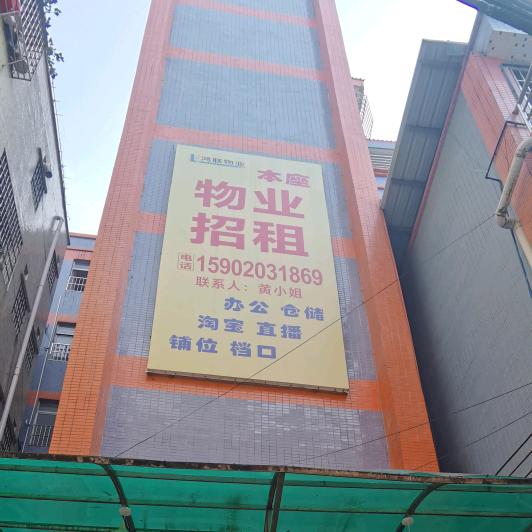 鸿联物业
本座
物业
招租
电话 15902031869
联系人：黄小姐
办公 仓储
淘宝 直播
铺位 档口